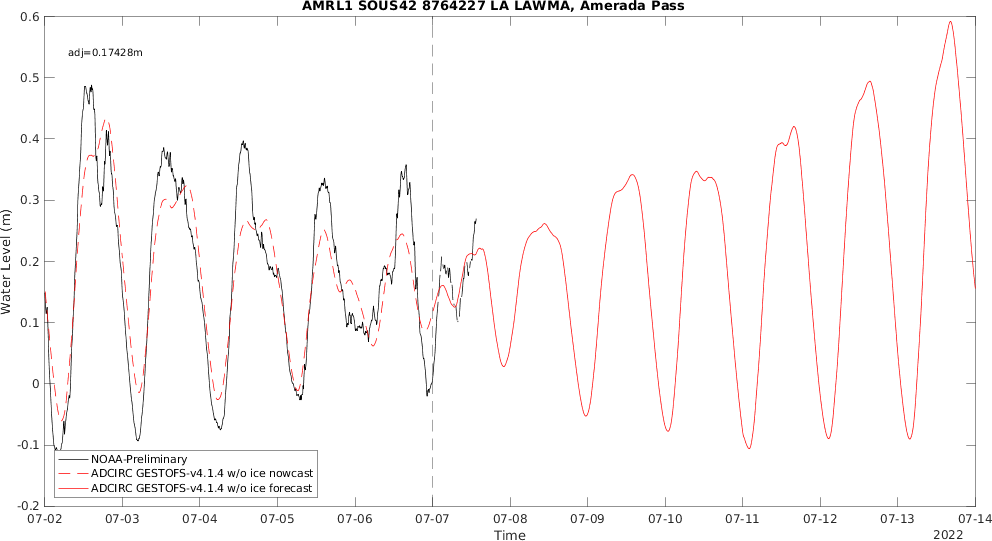 AMRL1 SOUS42 8764227 LA LAWMA, Amerada Pass
adj=0.17428m
0.6
0.5
0.4
0.3
0.2
0.1
0
-0.1
-0.2
Water Level (m)
NOAA-Preliminary
ADCIRC GESTOFS-v4.1.4 w/o ice nowcast
ADCIRC GESTOFS-v4.1.4 w/o ice forecast
07-02 07-03 07-04 07-05 07-06 07-07 07-08 07-09 07-10 07-11 07-12 07-13 07-14
Time
2022